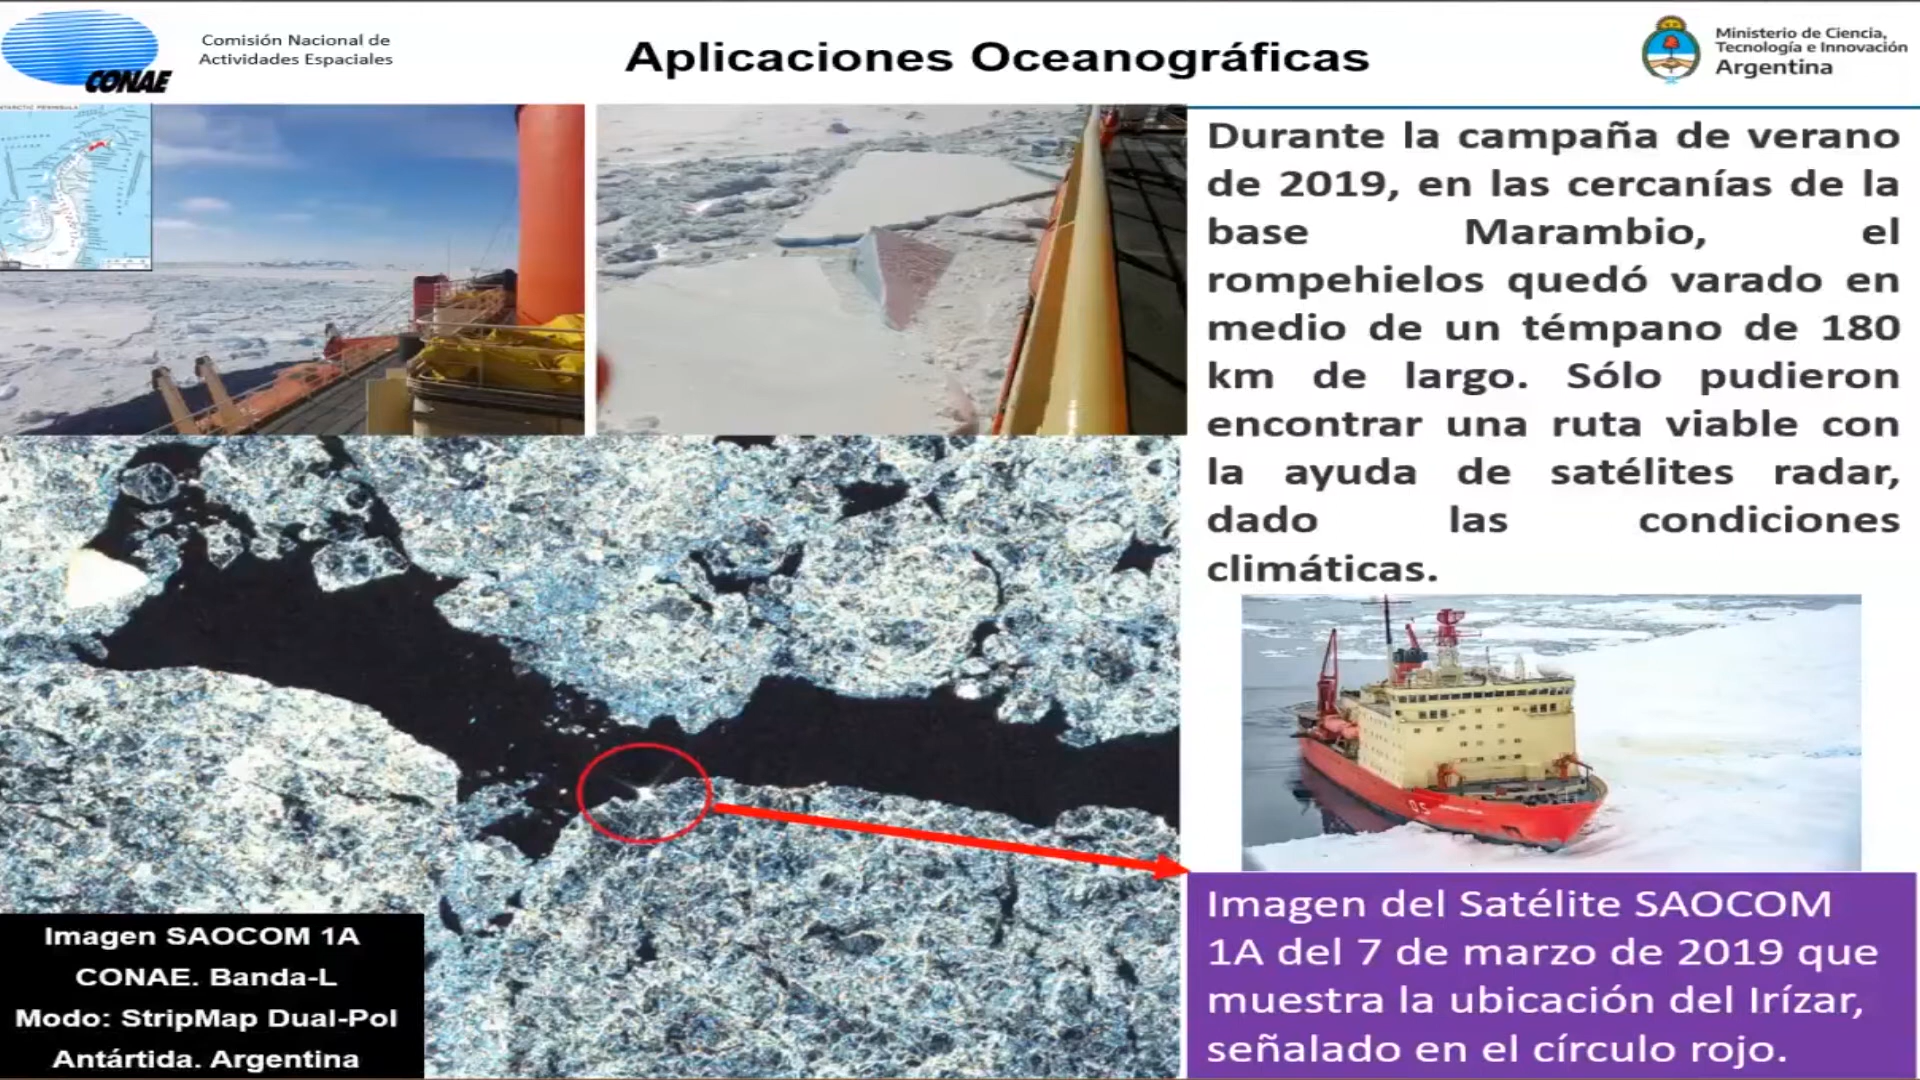 CONAE
Comisión Nacional de
Actividades Espaciales
Aplicaciones Oceanográficas
Ministerio de Ciencia,
Tecnología e Innovación
Argentina
Durante la campaña de verano
de 2019, en las cercanías de la
base Marambio, el
rompehielos quedó varado en
medio de un témpano de 180
km de largo. Sólo pudieron
encontrar una ruta viable con
la ayuda de satélites radar,
dado las condiciones
climáticas.
Imagen SAOCOM 1A
CONAE. Banda-L
Modo: StripMap Dual-Pol
Antártida. Argentina
Imagen del Satélite SAOCOM
1A del 7 de marzo de 2019 que
muestra la ubicación del Irízar,
señalado en el círculo rojo.